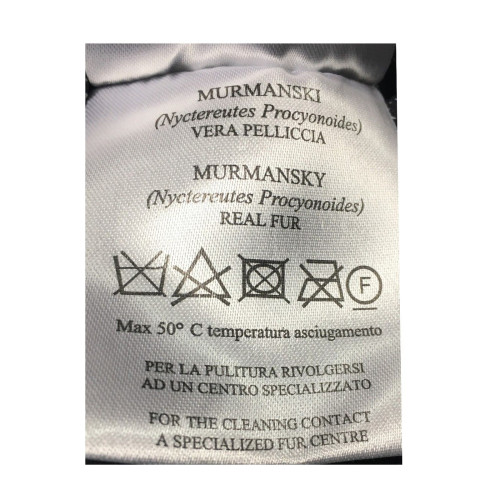 MURMANSKI
(Nyctereutes Procyonoides)
VERA PELLICCIA
MURMANSKY
(Nyctereutes Procyonoides)
REAL FUR
F
Max 50° C temperatura asciugamento
PER LA PULITURA RIVOLGERSI
AD UN CENTRO SPECIALIZZATO
FOR THE CLEANING CONTACT
A SPECIALIZED FUR CENTRE